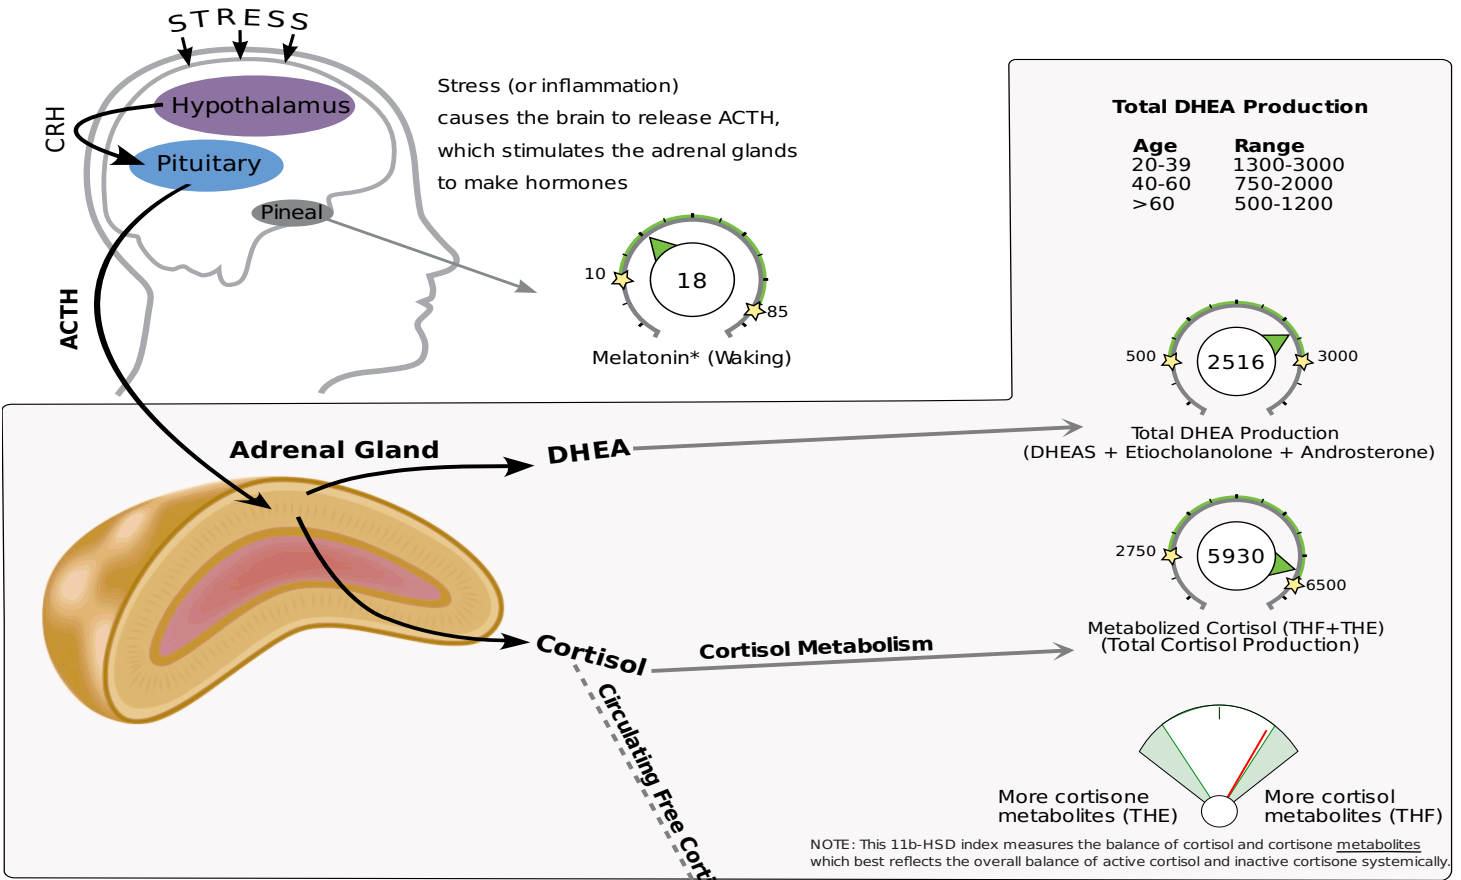 STRESS
Hypothalamus
CRH
Pituitary
Pineal
ACTH
Stress (or inflammation)
causes the brain to release ACTH,
which stimulates the adrenal glands
to make hormones
10
18
85
Melatonin* (Waking)
Total DHEA Production
Age Range
20-39 1300-3000
40-60 750-2000
>60 500-1200
500
2516
3000
Total DHEA Production
(DHEAS + Etiocholanolone + Androsterone)
Adrenal Gland
DHEA
2750
5930
6500
Metabolized Cortisol (THF+THE)
(Total Cortisol Production)
Cortisol
Cortisol Metabolism
Circulating Free Corti
More cortisone
metabolites (THE)
More cortisol
metabolites (THF)
NOTE: This 11b-HSD index measures the balance of cortisol and cortisone metabolites
which best reflects the overall balance of active cortisol and inactive cortisone systemically.